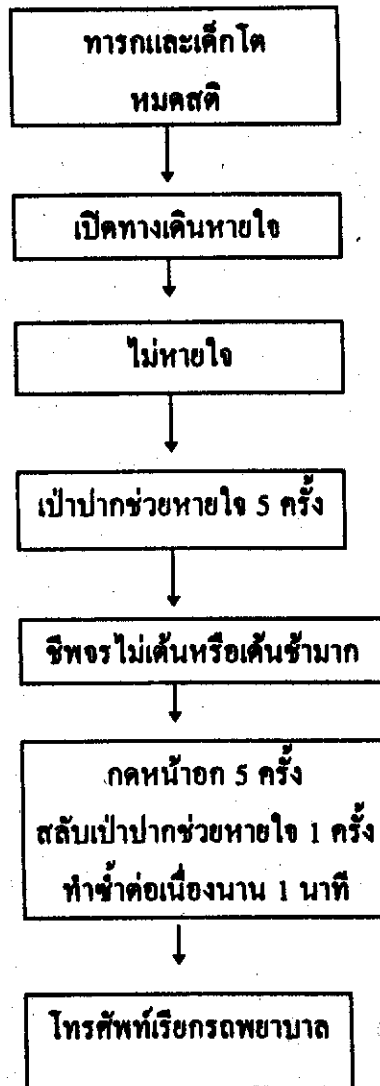 ทารกและเด็กโต
หมดสติ
เปิดทางเดินหายใจ
ไม่หายใจ
เป่าปากช่วยหายใจ 5 ครั้ง
ชีพจรไม่เต้นหรือเต้นช้ามาก
กดหน้าอก 5 ครั้ง
สลับเป่าปากช่วยหายใจ 1 ครั้ง
ทำซ้ำต่อเนื่องนาน 1 นาที
โทรศัพท์เรียกรถพยาบาล